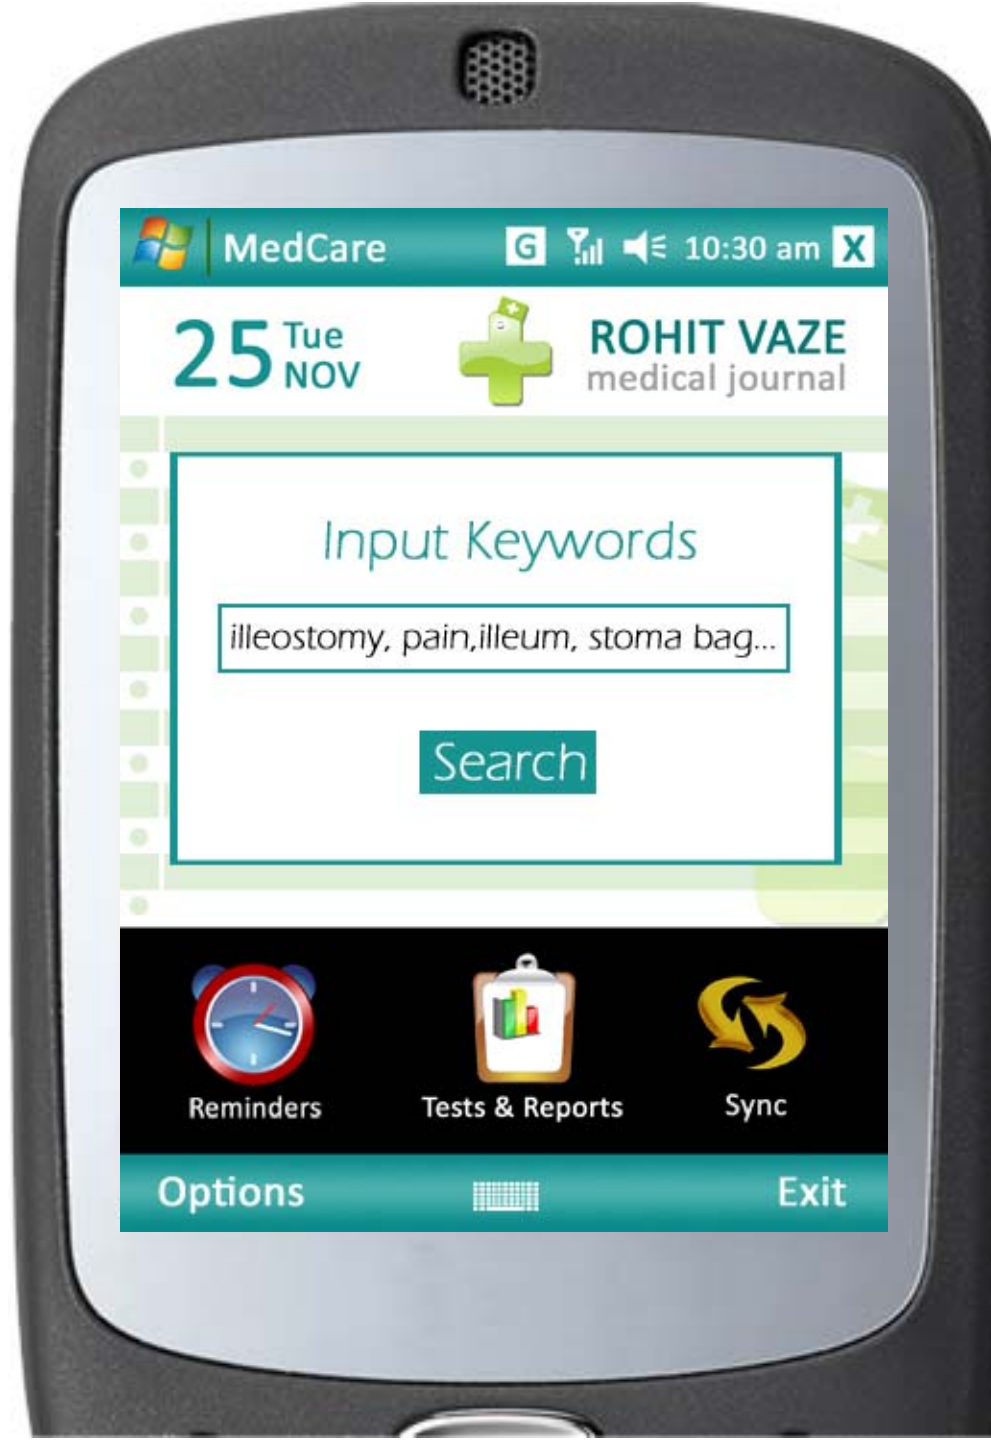 MedCare G 10:30 am X
25 Tue NOV
ROHIT VAZE
medical journal
Input Keywords
illeostomy, pain,illeum, stoma bag...
Search
Reminders Tests & Reports Sync
Options Exit